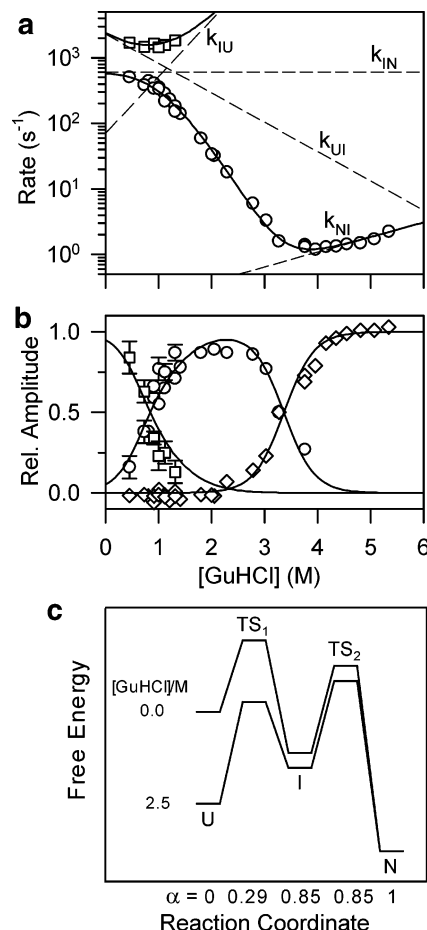 a
k_IU
k_IN
k_UI
k_NI
Rate (s⁻¹)
10³
10²
10¹
10⁰
b
Rel. Amplitude
1.0
0.5
0.0
0 1 2 3 4 5 6
[GuHCl] (M)
c
Free Energy
[GuHCl]/M
0.0
2.5
TS₁
TS₂
U
I
N
α = 0 0.29 0.85 0.85 1
Reaction Coordinate